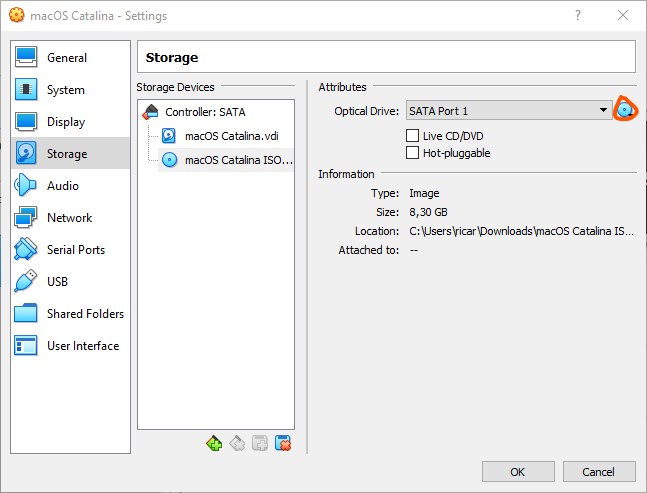 macOS Catalina - Settings
?
General
System
Display
Storage
Audio
Network
Serial Ports
USB
Shared Folders
User Interface
Storage
Storage Devices
Controller: SATA
macOS Catalina.vdi
macOS Catalina ISO...
Attributes
Optical Drive: SATA Port 1
Live CD/DVD
Hot-pluggable
Information
Type: Image
Size: 8,30 GB
Location: C:\Users\ricar\Downloads\macOS Catalina IS...
Attached to: --
OK
Cancel